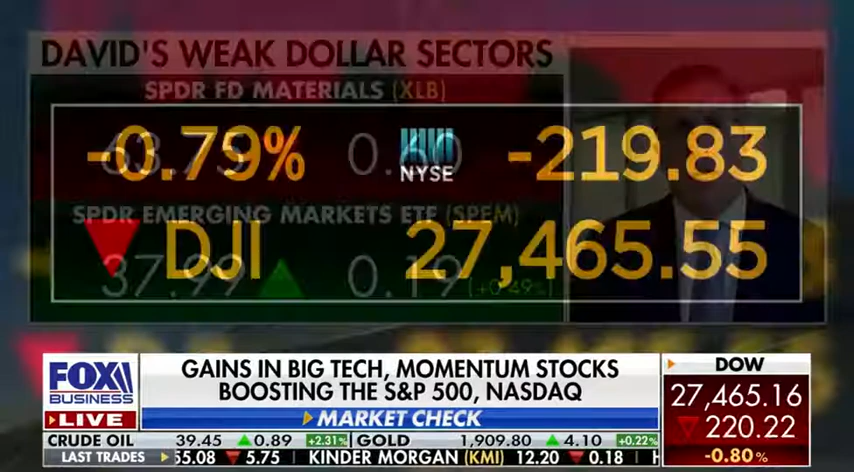 DAVID'S WEAK DOLLAR SECTORS
SPDR FD MATERIALS (XLB)
-0.79% NYSE -219.83
SPDR EMERGING MARKETS ETF (SPEM)
DJI 27,465.55
37.99 0.19 (+0.49%)
FOX BUSINESS
LIVE
GAINS IN BIG TECH, MOMENTUM STOCKS
BOOSTING THE S&P 500, NASDAQ
MARKET CHECK
DOW
27,465.16
220.22
-0.80%
CRUDE OIL 39.45 0.89 +2.31% GOLD 1,909.80 4.10 +0.22%
LAST TRADES 55.08 5.75 KINDER MORGAN (KMI) 12.20 0.18